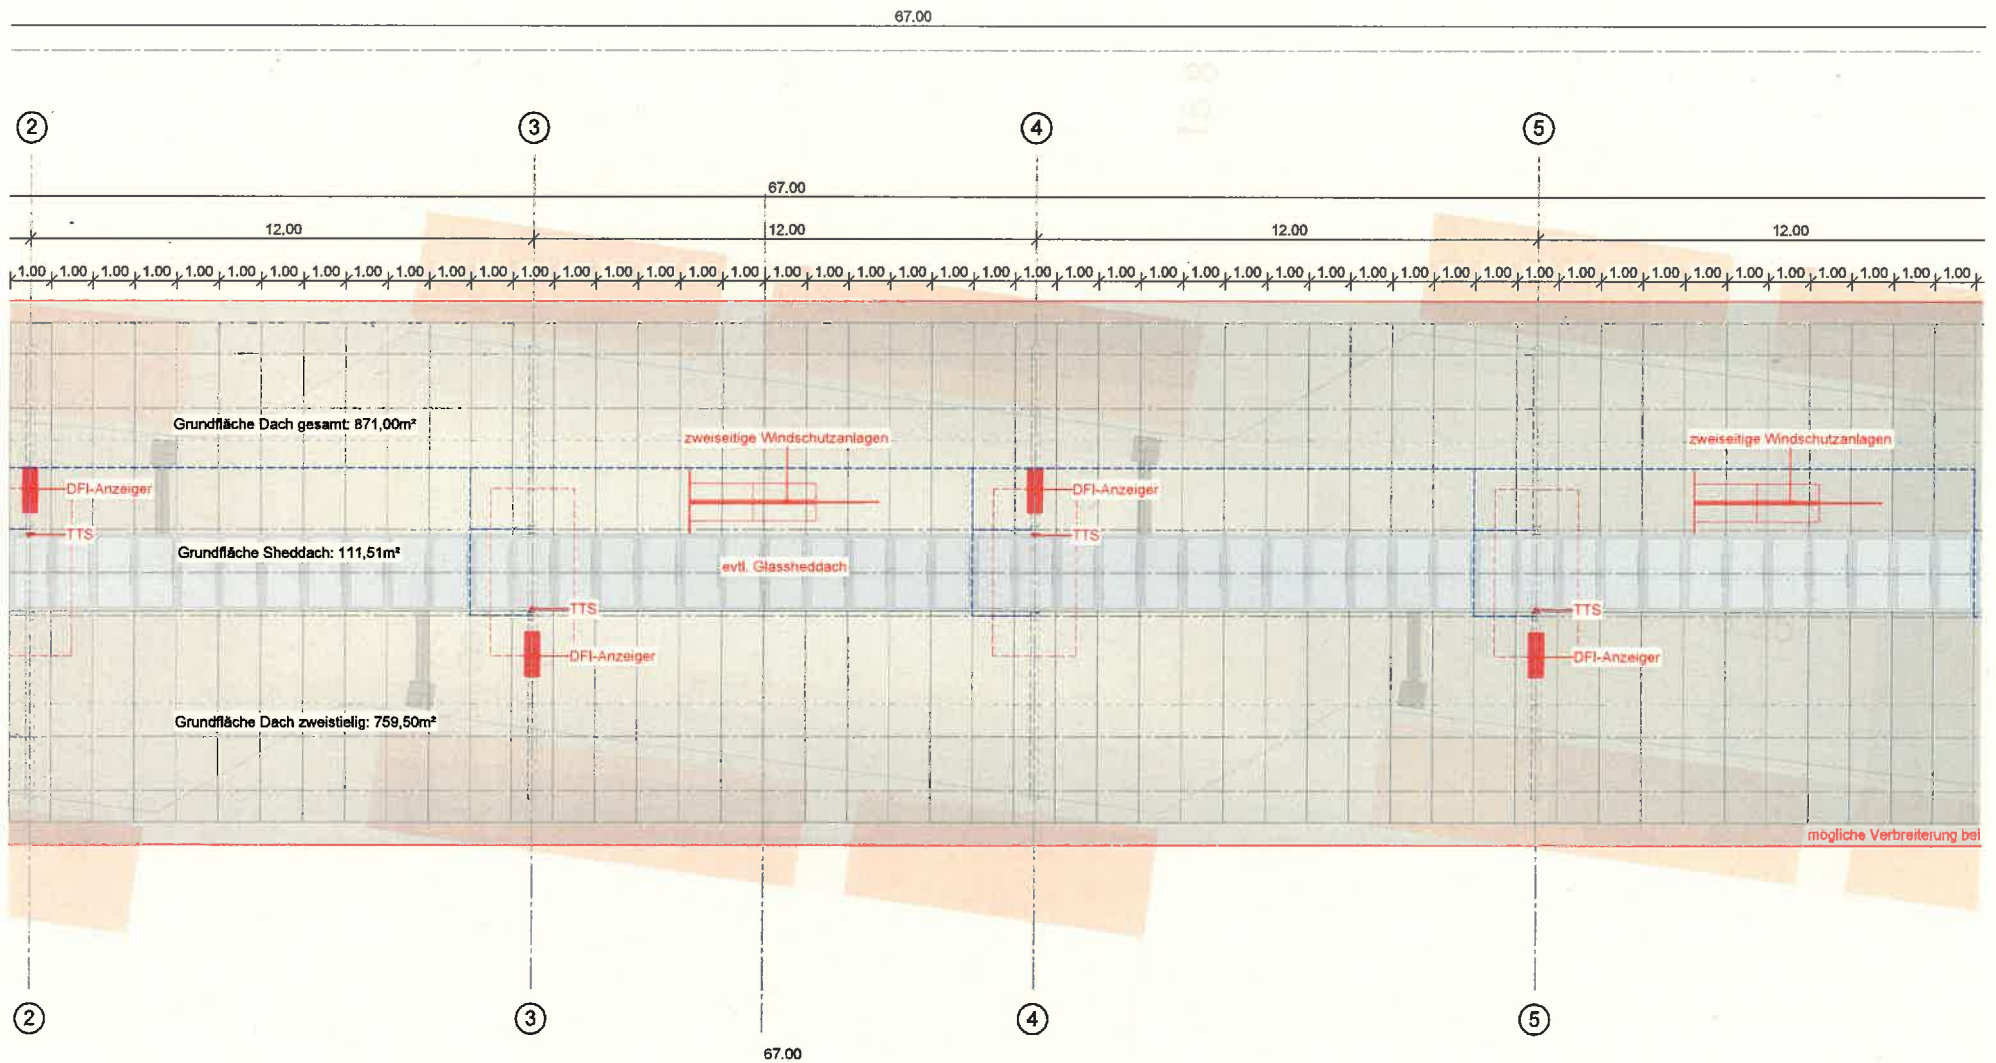 67.00
2 3 4 5
67.00
12.00 12.00 12.00 12.00
1.00 1.00 1.00 1.00 1.00 1.00 1.00 1.00 1.00 1.00 1.00 1.00 1.00 1.00 1.00 1.00 1.00 1.00 1.00 1.00 1.00 1.00 1.00 1.00 1.00 1.00 1.00 1.00 1.00 1.00 1.00 1.00 1.00 1.00 1.00 1.00 1.00 1.00 1.00 1.00 1.00 1.00 1.00 1.00 1.00 1.00 1.00
Grundfläche Dach gesamt: 871,00m²
zweiseitige Windschutzanlagen
zweiseitige Windschutzanlagen
DFI-Anzeiger
DFI-Anzeiger
TTS
TTS
Grundfläche Sheddach: 111,51m²
evtl. Glassheddach
TTS
TTS
DFI-Anzeiger
DFI-Anzeiger
Grundfläche Dach zweistielig: 759,50m²
mögliche Verbreiterung bei
2 3 4 5
67.00